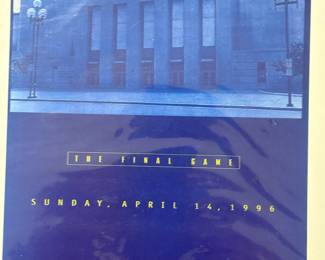 THE FINAL GAME
SUNDAY, APRIL 14, 1996